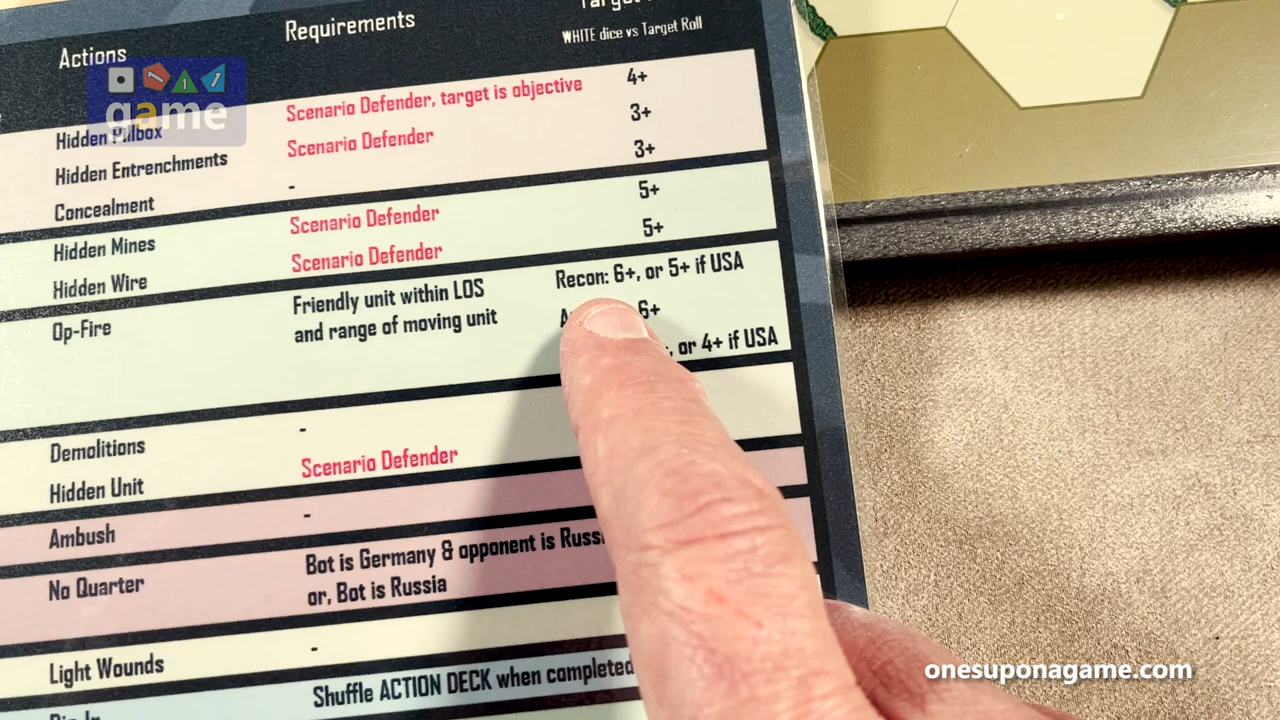 Actions Requirements
WHITE dice vs Target Roll
game
Scenario Defender, target is objective 4+
Hidden Pillbox Scenario Defender 3+
Hidden Entrenchments - 3+
Concealment Scenario Defender 5+
Hidden Mines Scenario Defender 5+
Hidden Wire Friendly unit within LOS Recon: 6+, or 5+ if USA
Op-Fire and range of moving unit 6+
, or 4+ if USA
Demolitions -
Hidden Unit Scenario Defender
Ambush -
No Quarter Bot is Germany & opponent is
or, Bot is Russia
Light Wounds -
Shuffle ACTION DECK when completed
onesuponagame.com